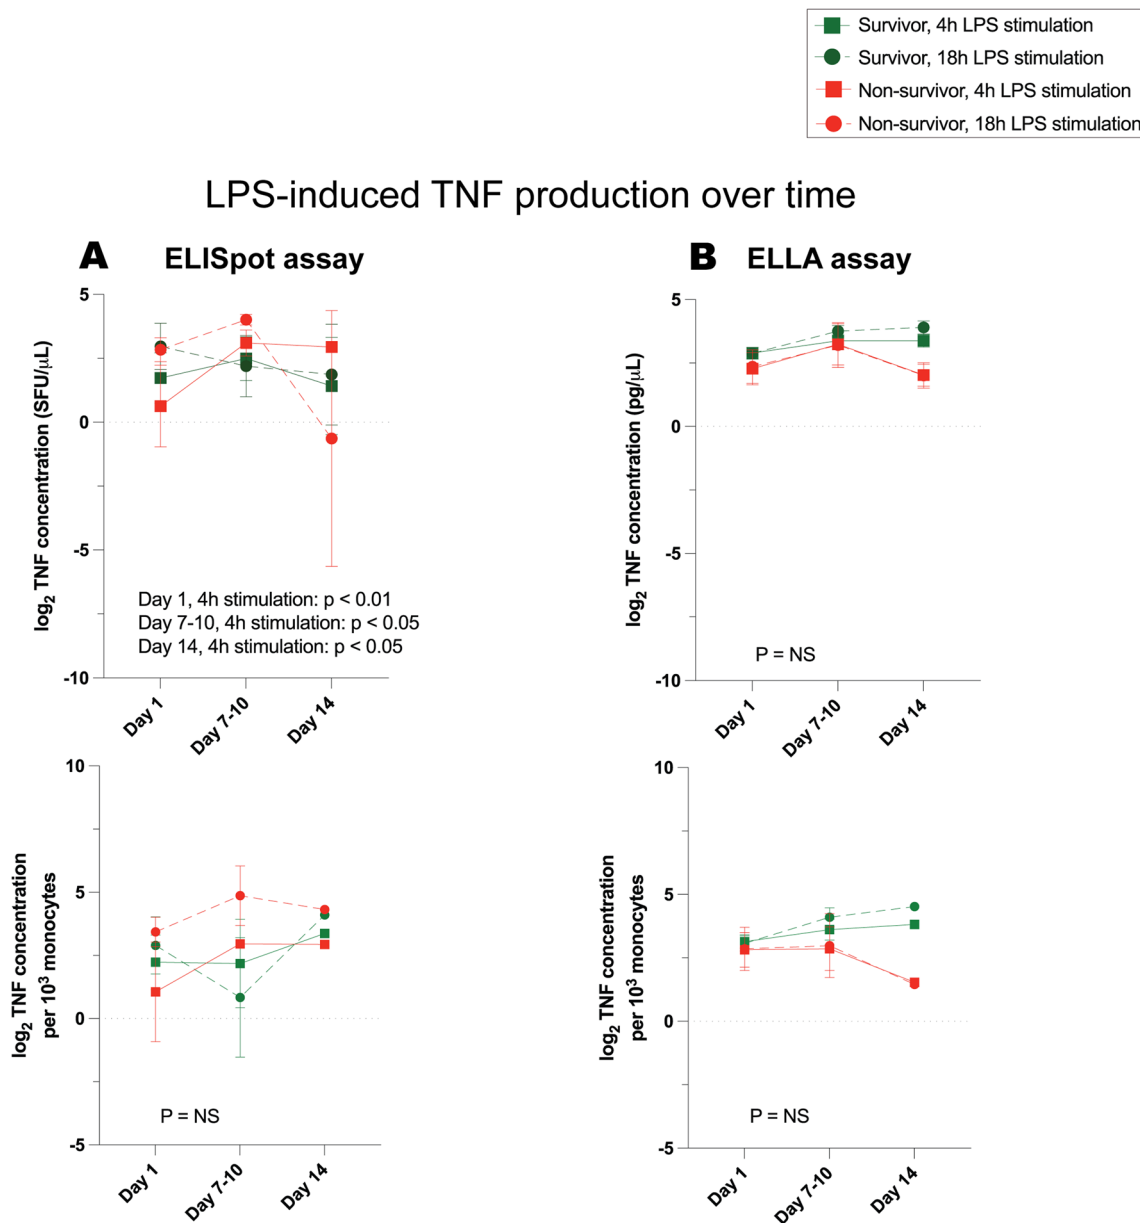 Survivor, 4h LPS stimulation
Survivor, 18h LPS stimulation
Non-survivor, 4h LPS stimulation
Non-survivor, 18h LPS stimulation
LPS-induced TNF production over time
A ELISpot assay
log₂ TNF concentration (SFU/μL)
5
0
-5
-10
Day 1, 4h stimulation: p < 0.01
Day 7-10, 4h stimulation: p < 0.05
Day 14, 4h stimulation: p < 0.05
Day 1
Day 7-10
Day 14
B ELLA assay
log₂ TNF concentration (pg/μL)
5
0
-5
-10
P = NS
Day 1
Day 7-10
Day 14
log₂ TNF concentration
per 10³ monocytes
10
5
0
-5
P = NS
Day 1
Day 7-10
Day 14
log₂ TNF concentration
per 10³ monocytes
10
5
0
-5
P = NS
Day 1
Day 7-10
Day 14